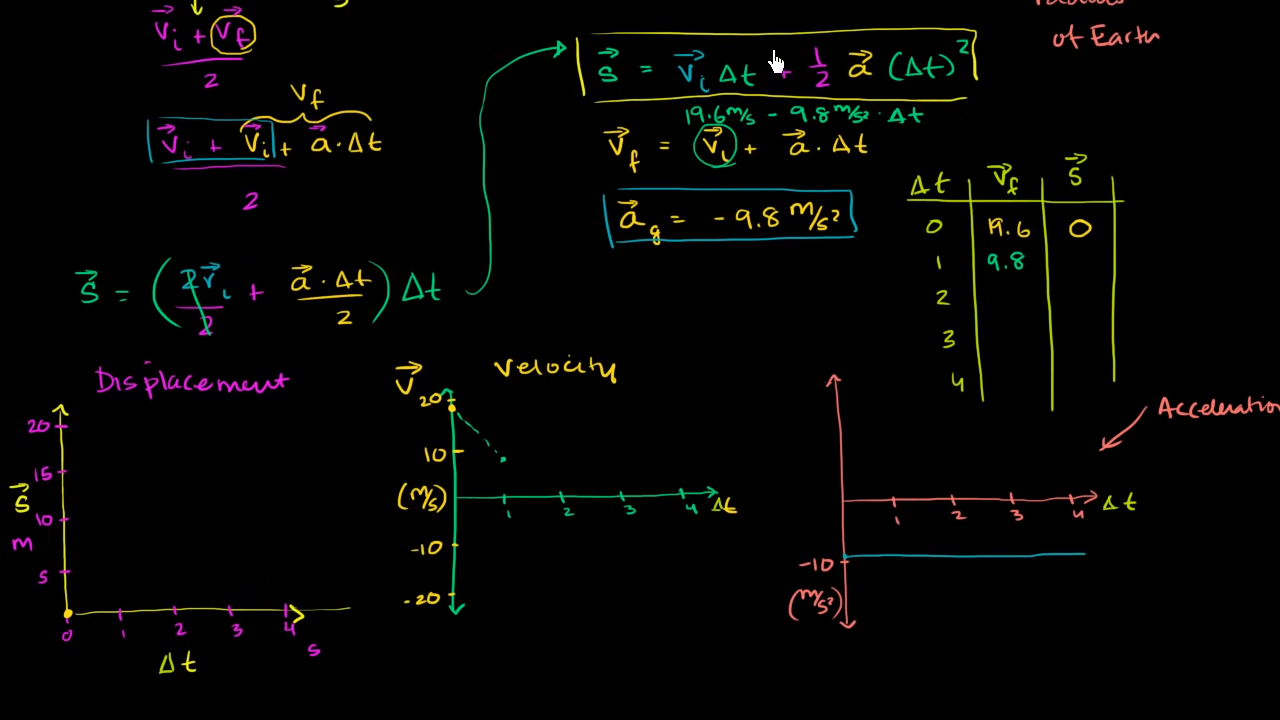 v⃗ᵢ + v⃗f
2
vf
v⃗ᵢ + v⃗ᵢ + a⃗ · Δt
2
s⃗ = (2v⃗ᵢ/2 + a⃗ · Δt/2) Δt
of Earth
s⃗ = v⃗ᵢ Δt + 1/2 a⃗ (Δt)²
19.6 m/s - 9.8 m/s² · Δt
v⃗f = v⃗ᵢ + a⃗ · Δt
a⃗g = -9.8 m/s²
Δt v⃗f s⃗
0 19.6 0
1 9.8
2
3
4
Displacement
20
15
s⃗
10
m
5
0 1 2 3 4
s
Δt
v⃗ Velocity
20
10
(m/s)
1 2 3 4 Δt
-10
-20
Acceleration
1 2 3 4 Δt
-10
(m/s²)